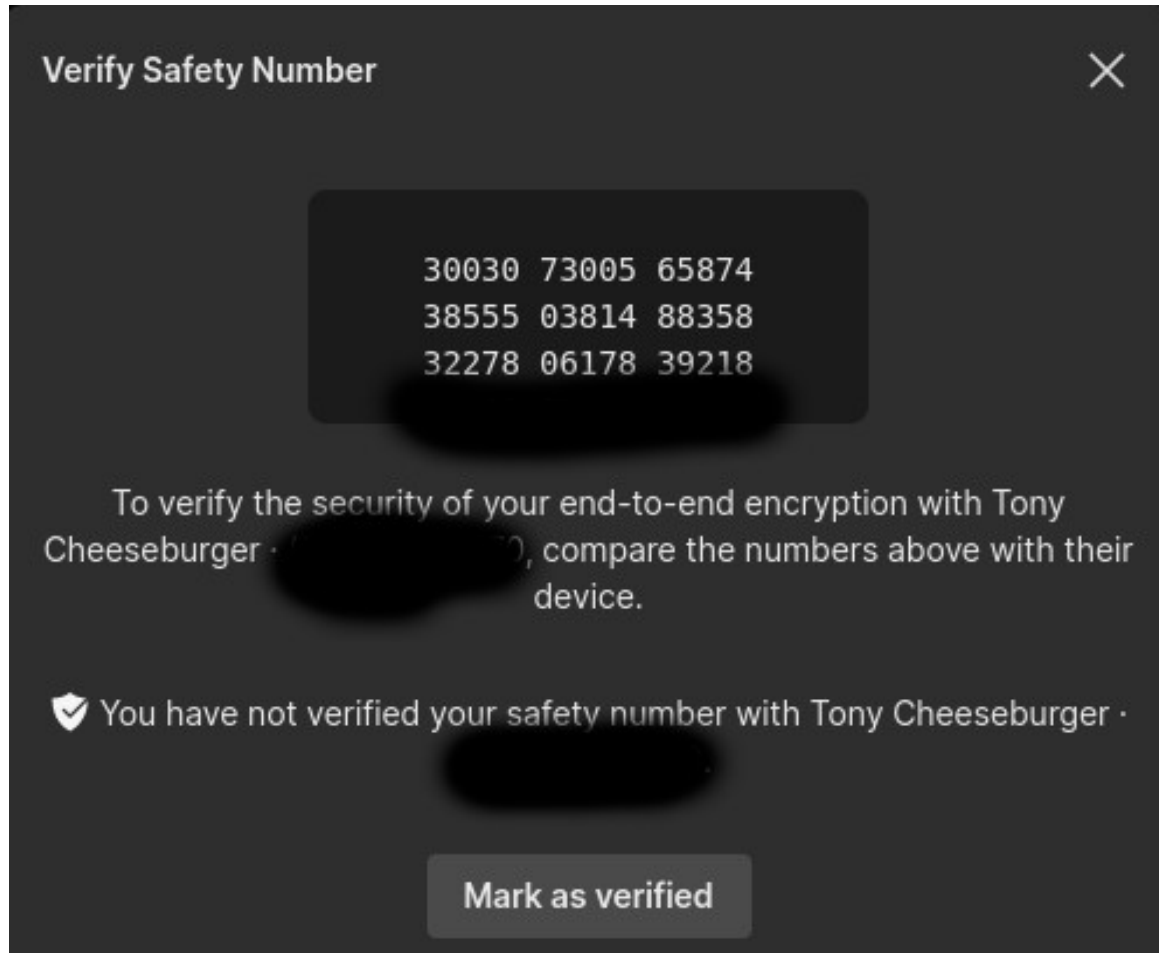 Verify Safety Number
30030 73005 65874
38555 03814 88358
32278 06178 39218
To verify the security of your end-to-end encryption with Tony
Cheeseburger · , compare the numbers above with their
device.
You have not verified your safety number with Tony Cheeseburger ·
Mark as verified